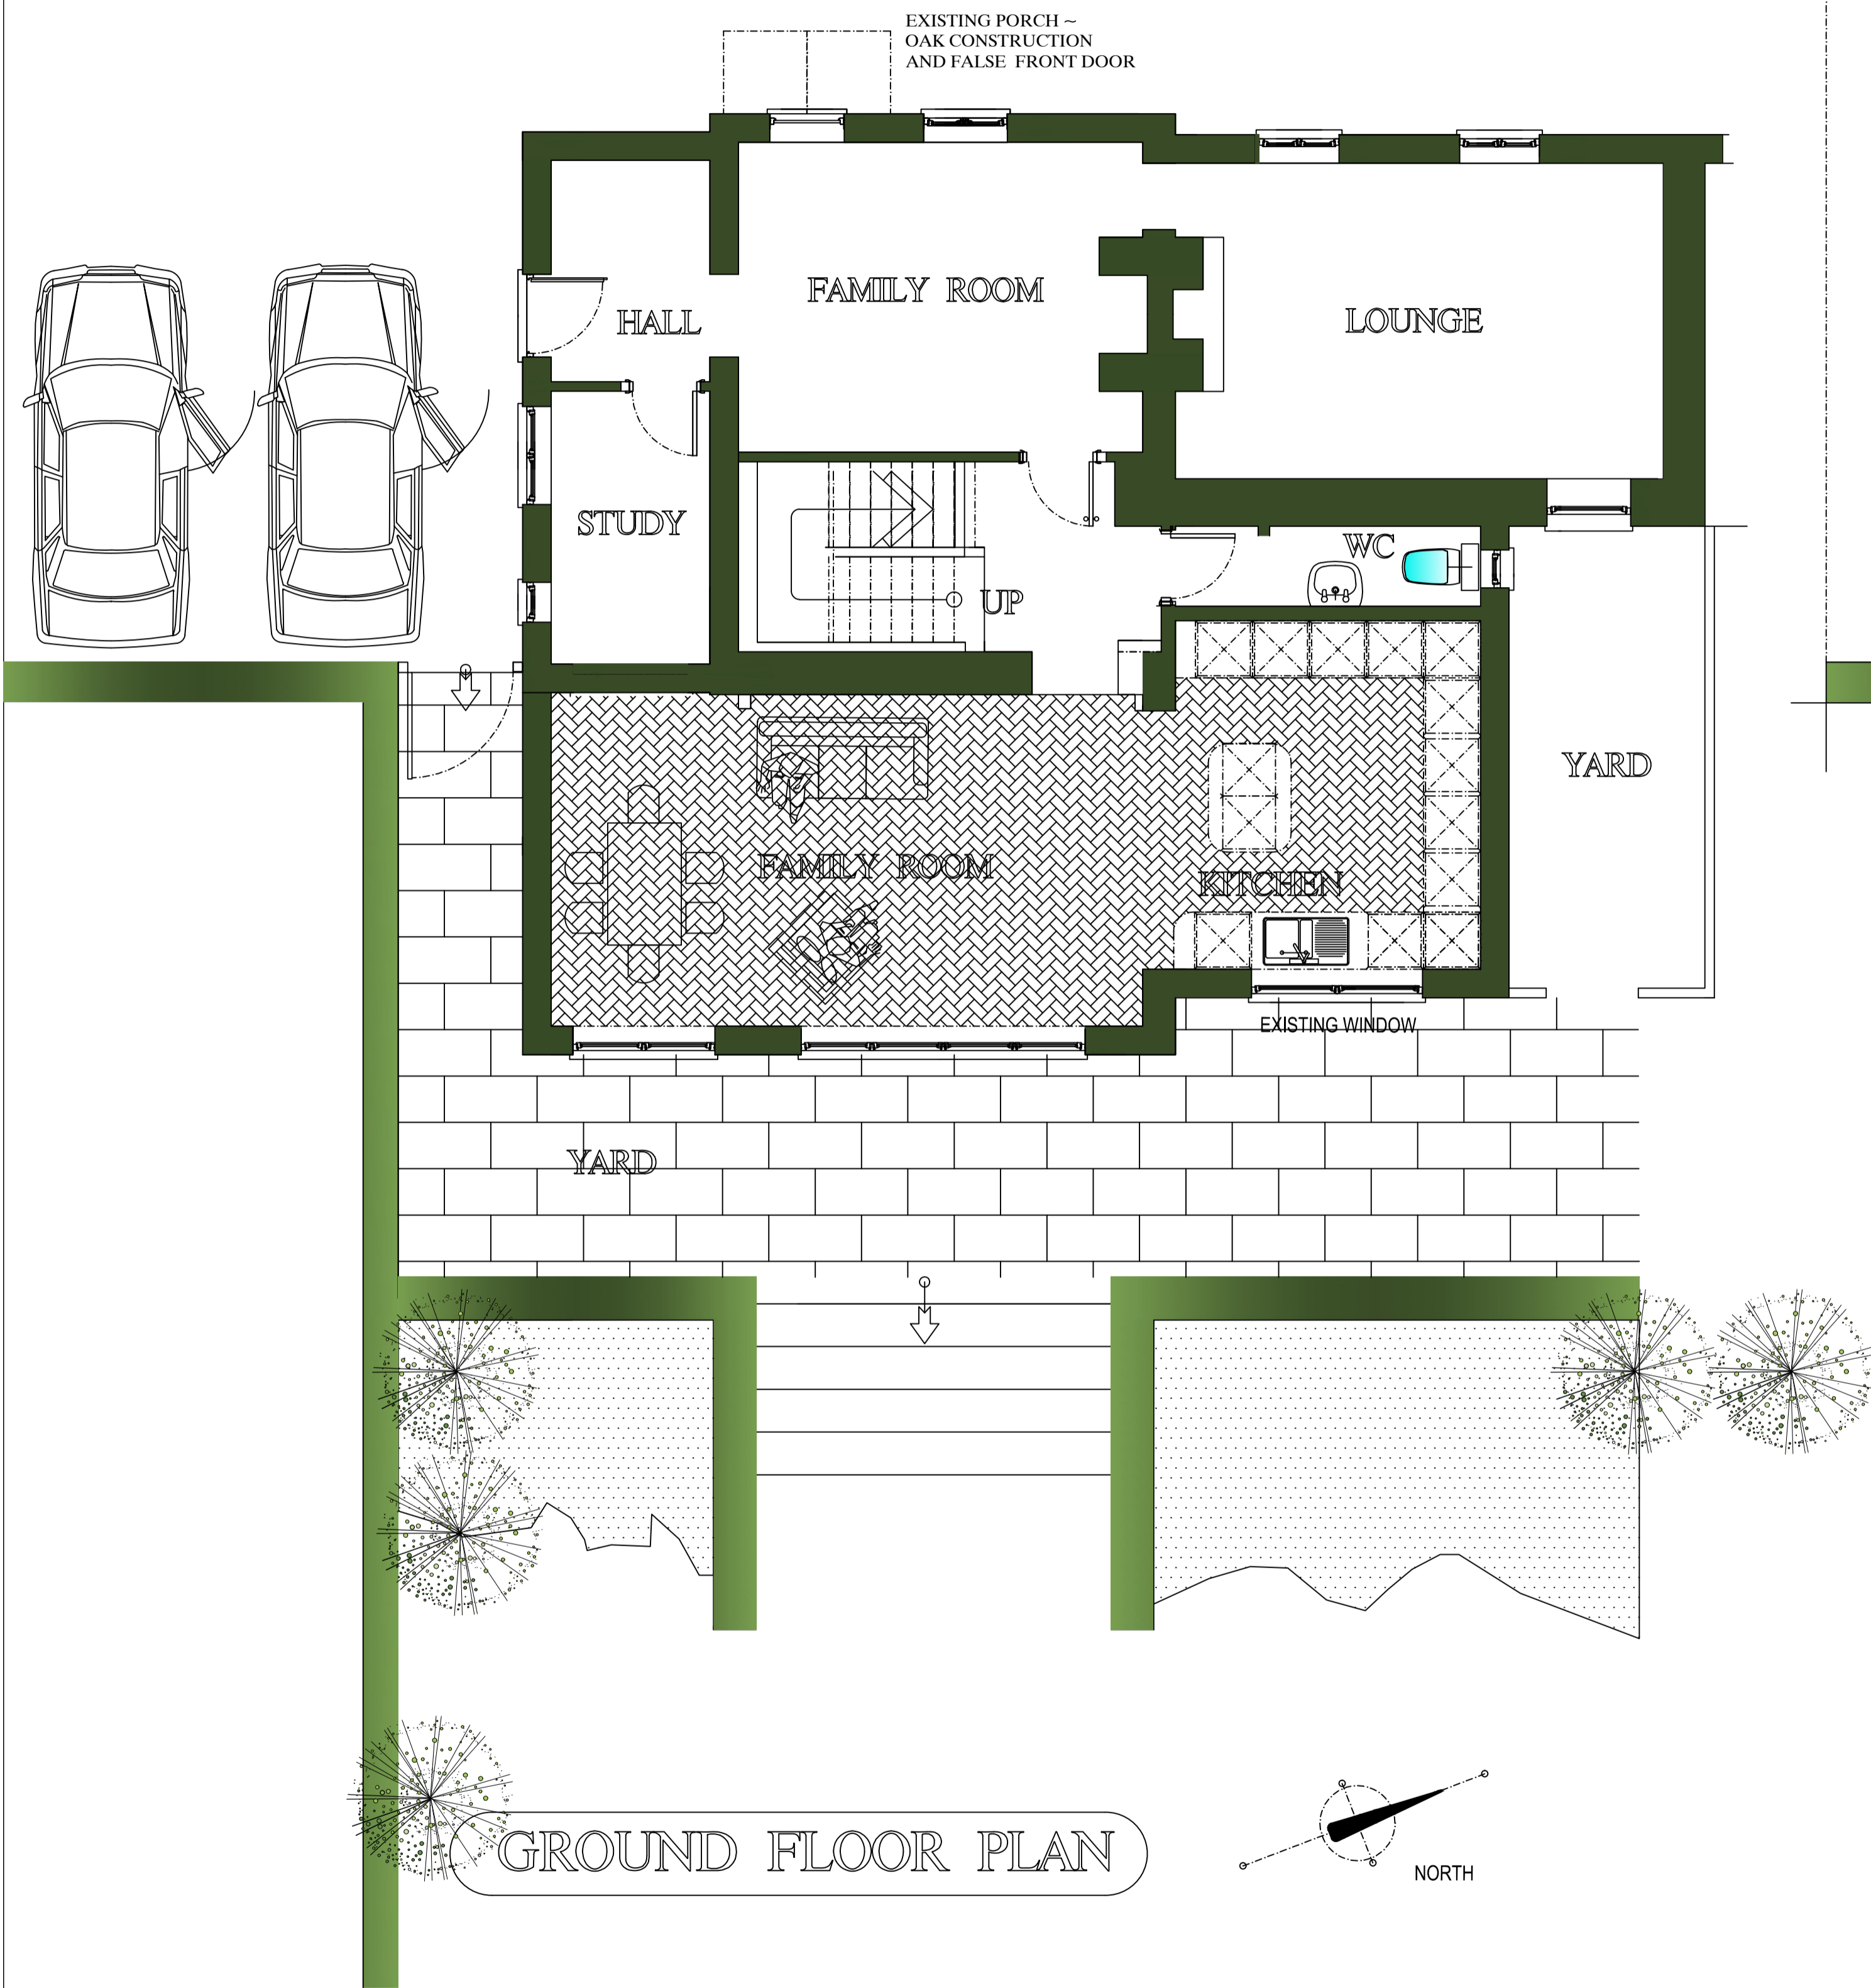 EXISTING PORCH ~
OAK CONSTRUCTION
AND FALSE FRONT DOOR
FAMILY ROOM
HALL
LOUNGE
STUDY
WC
UP
YARD
FAMILY ROOM
KITCHEN
EXISTING WINDOW
YARD
GROUND FLOOR PLAN
NORTH